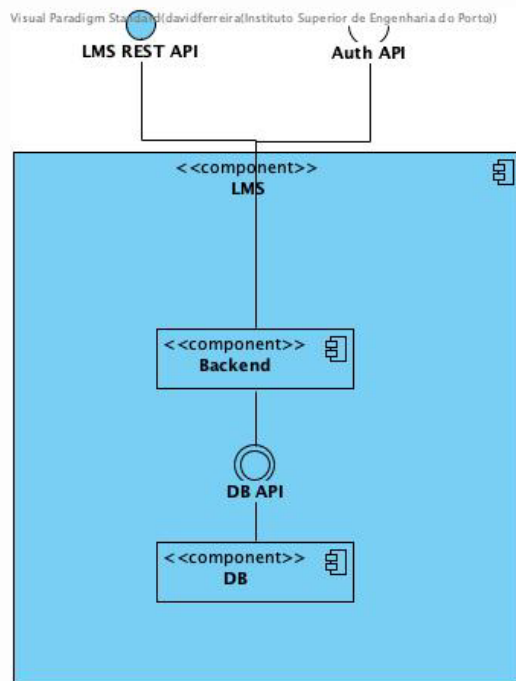 Visual Paradigm Standard(davidferreira(Instituto Superior de Engenharia do Porto))
LMS REST API
Auth API
<<component>>
LMS
<<component>>
Backend
DB API
<<component>>
DB